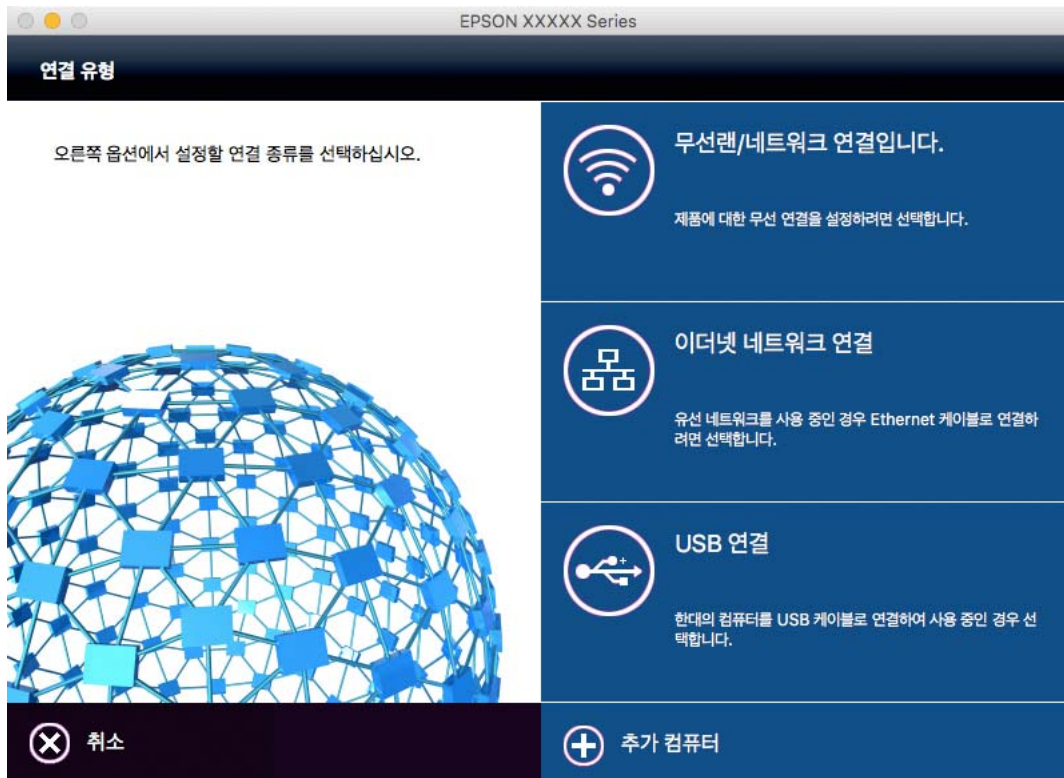 EPSON XXXXX Series
연결 유형
오른쪽 옵션에서 설정할 연결 종류를 선택하십시오.
무선랜/네트워크 연결입니다.
제품에 대한 무선 연결을 설정하려면 선택합니다.
이더넷 네트워크 연결
유선 네트워크를 사용 중인 경우 Ethernet 케이블로 연결하
려면 선택합니다.
USB 연결
한대의 컴퓨터를 USB 케이블로 연결하여 사용 중인 경우 선
택합니다.
취소
추가 컴퓨터